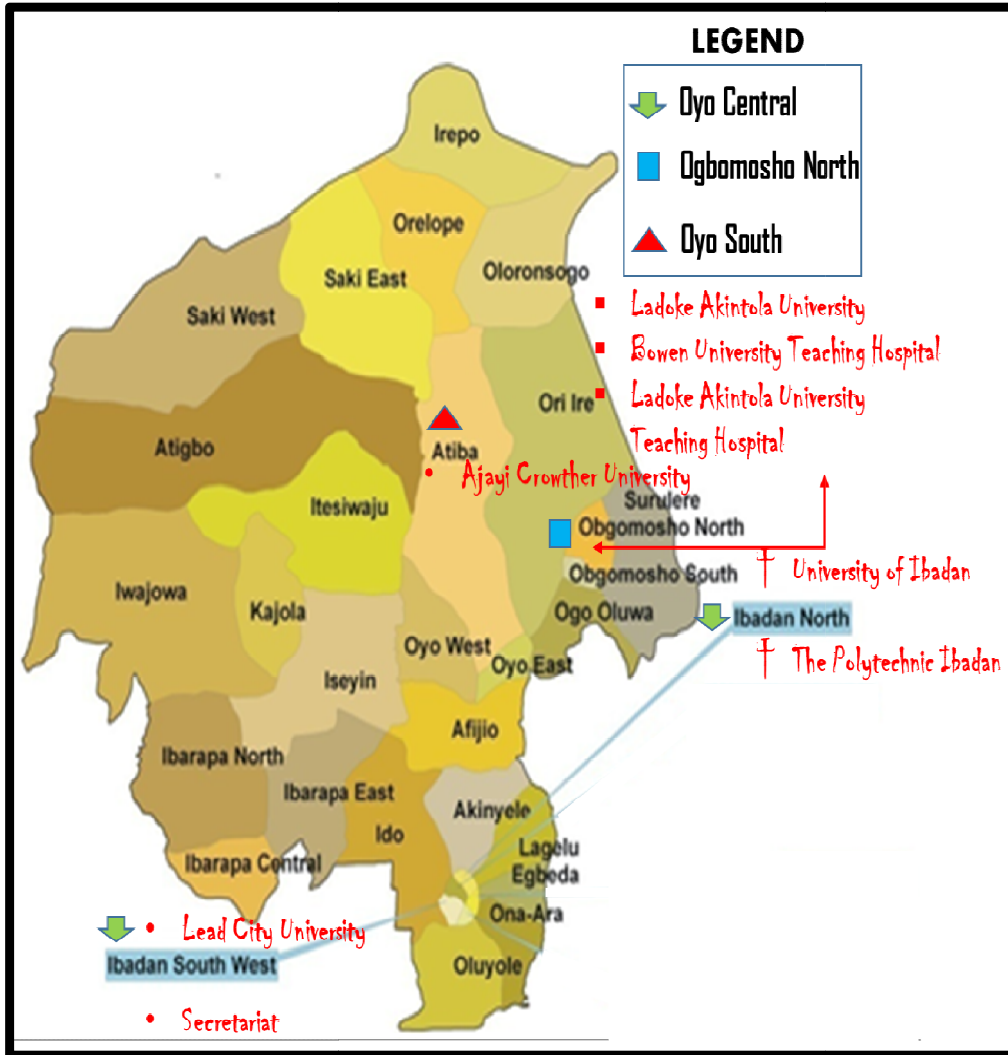 LEGEND
Oyo Central
Ogbomosho North
Oyo South
Irepo
Orelope
Saki East
Oloronsogo
Saki West
▪ Ladoke Akintola University
▪ Bowen University Teaching Hospital
▪ Ladoke Akintola University
Teaching Hospital
Ori Ire
Atigbo
Atiba
• Ajayi Crowther University
Itesiwaju
Surulere
Obgomosho North
Obgomosho South
† University of Ibadan
Iwajowa
Kajola
Ogo Oluwa
Ibadan North
Oyo West
Oyo East
† The Polytechnic Ibadan
Iseyin
Afijio
Ibarapa North
Ibarapa East
Akinyele
Ido
Lagelu
Egbeda
Ibarapa Central
Ona-Ara
• Lead City University
Ibadan South West
Oluyole
• Secretariat